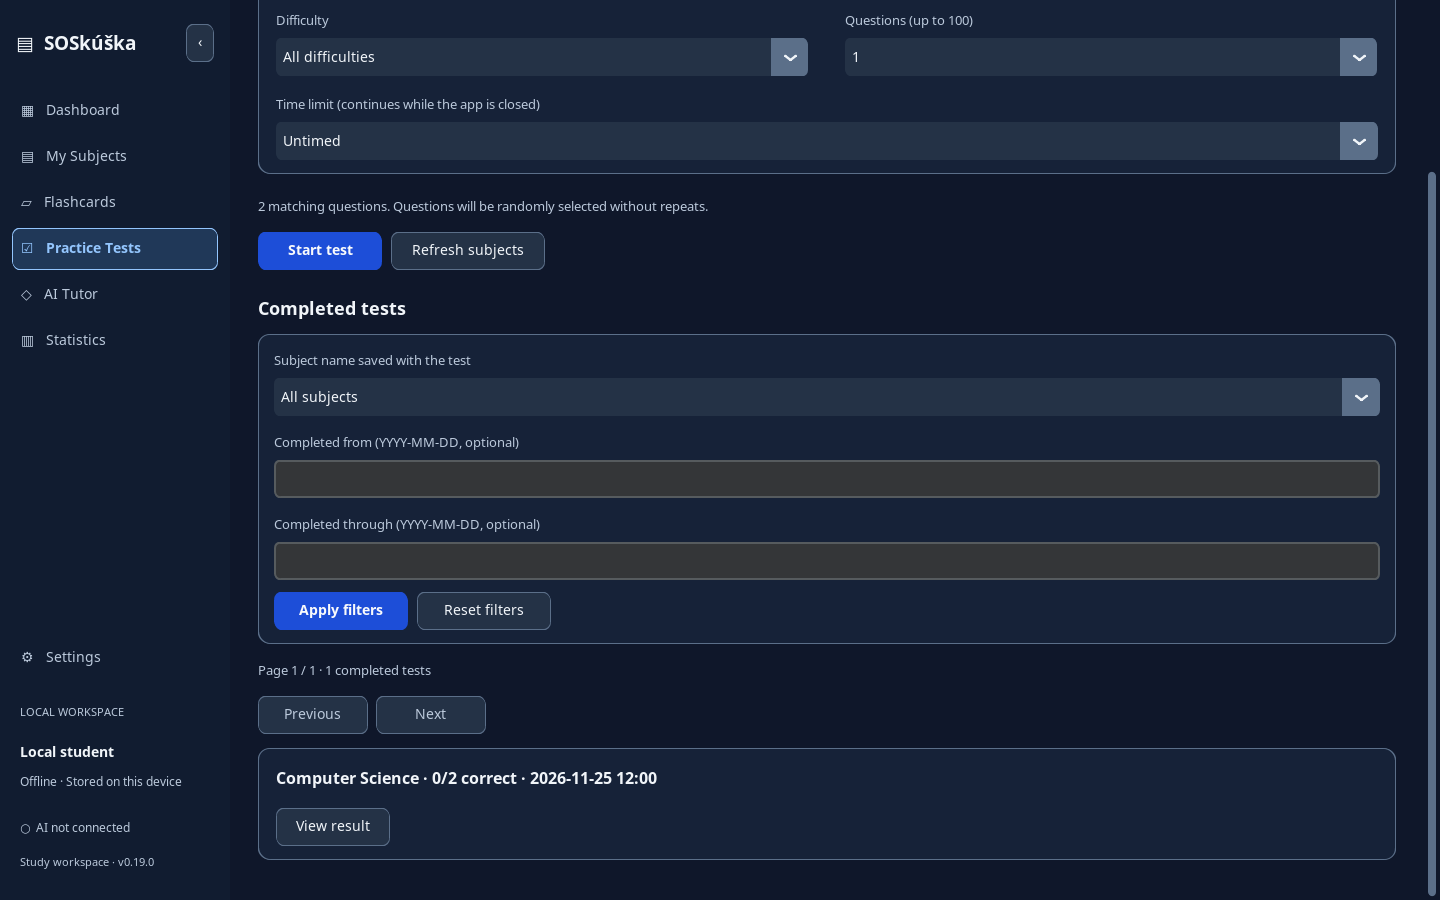 SOSkúška
‹
Dashboard
My Subjects
Flashcards
Practice Tests
AI Tutor
Statistics
Settings
LOCAL WORKSPACE
Local student
Offline · Stored on this device
AI not connected
Study workspace · v0.19.0
Difficulty
Questions (up to 100)
All difficulties
1
Time limit (continues while the app is closed)
Untimed
2 matching questions. Questions will be randomly selected without repeats.
Start test
Refresh subjects
Completed tests
Subject name saved with the test
All subjects
Completed from (YYYY-MM-DD, optional)
Completed through (YYYY-MM-DD, optional)
Apply filters
Reset filters
Page 1 / 1 · 1 completed tests
Previous
Next
Computer Science · 0/2 correct · 2026-11-25 12:00
View result